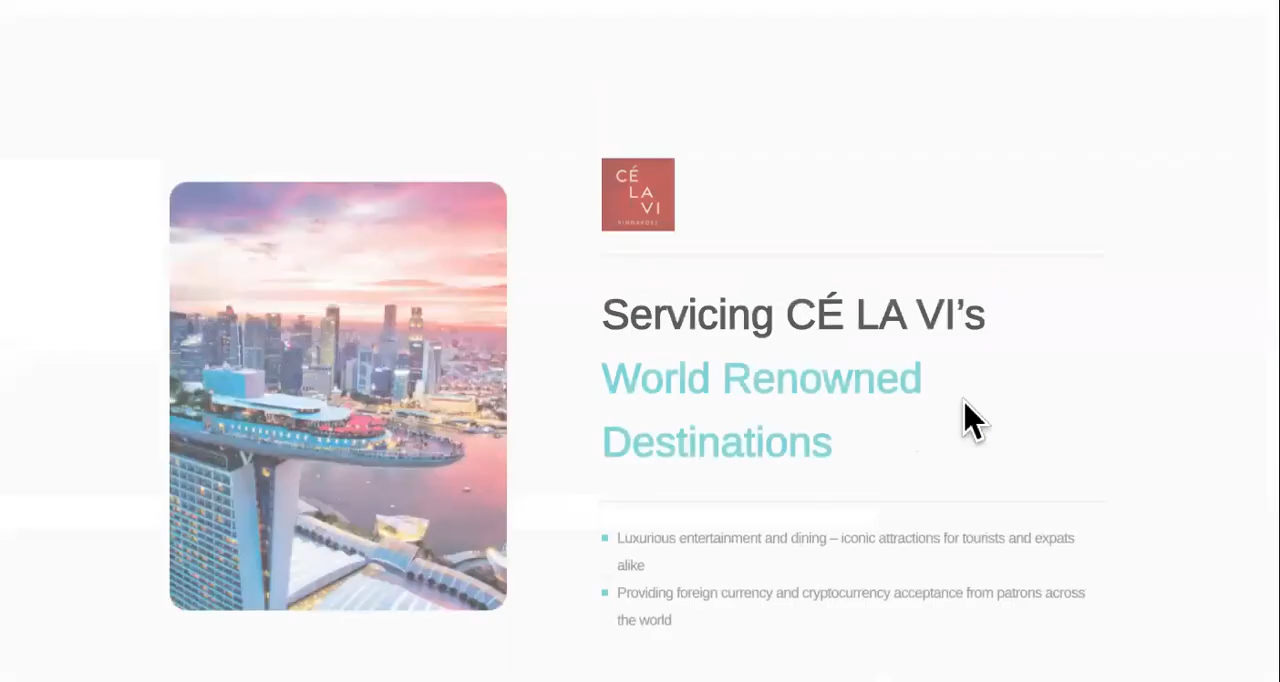 CÉ
LA
VI
SINGAPORE
Servicing CÉ LA VI’s
World Renowned
Destinations
Luxurious entertainment and dining – iconic attractions for tourists and expats
alike
Providing foreign currency and cryptocurrency acceptance from patrons across
the world